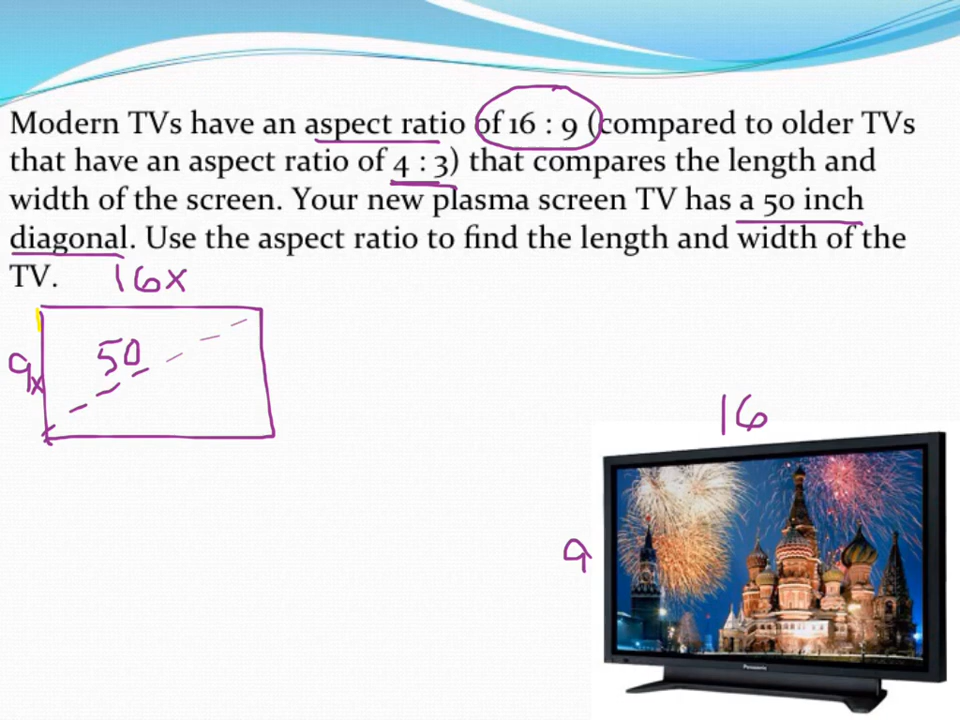 Modern TVs have an aspect ratio of 16 : 9 (compared to older TVs
that have an aspect ratio of 4 : 3) that compares the length and
width of the screen. Your new plasma screen TV has a 50 inch
diagonal. Use the aspect ratio to find the length and width of the
TV.
16x
50
9x
16
9
Panasonic